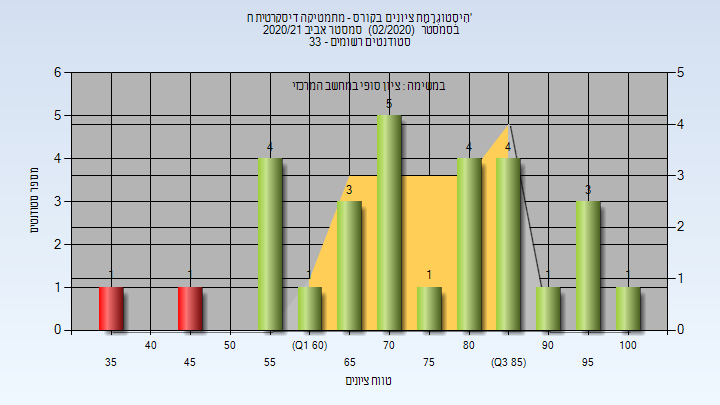 היסטוגרמת ציונים בקורס - מתמטיקה דיסקרטית ח'
בסמסטר (02/2020) סמסטר אביב 2020/21
סטודנטים רשומים - 33
במשימה : ציון סופי במחשב המרכזי
מספר סטודנטים
6 5 4 3 2 1 0
5 4 3 2 1 0
1 1 4 1 3 5 1 4 4 1 3 1
40 50 (Q1 60) 70 80 90 100
35 45 55 65 75 (Q3 85) 95
טווח ציונים